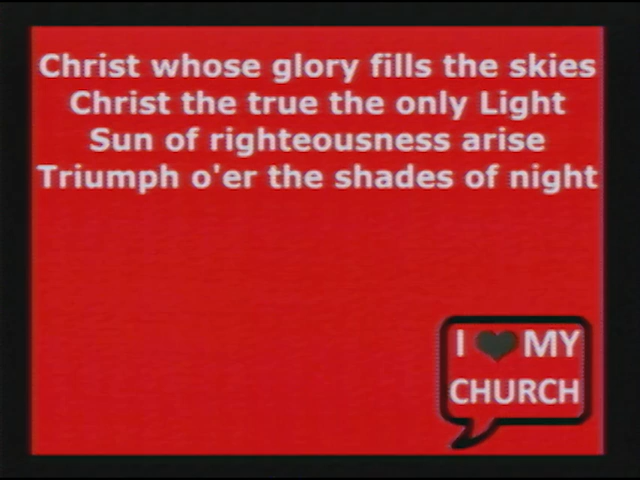 Christ whose glory fills the skies
Christ the true the only Light
Sun of righteousness arise
Triumph o'er the shades of night
I ♥ MY
CHURCH